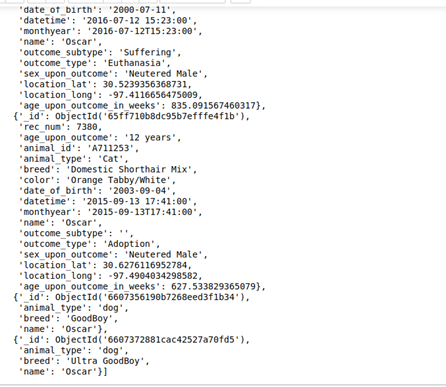 'date_of_birth': '2000-07-11',
'datetime': '2016-07-12 15:23:00',
'monthyear': '2016-07-12T15:23:00',
'name': 'Oscar',
'outcome_subtype': 'Suffering',
'outcome_type': 'Euthanasia',
'sex_upon_outcome': 'Neutered Male',
'location_lat': 30.5239356368731,
'location_long': -97.4116656475009,
'age_upon_outcome_in_weeks': 835.091567460317},
{'_id': ObjectId('65ff710b8dc95b7efffe4f1b'),
'rec_num': 7380,
'age_upon_outcome': '12 years',
'animal_id': 'A711253',
'animal_type': 'Cat',
'breed': 'Domestic Shorthair Mix',
'color': 'Orange Tabby/White',
'date_of_birth': '2003-09-04',
'datetime': '2015-09-13 17:41:00',
'monthyear': '2015-09-13T17:41:00',
'name': 'Oscar',
'outcome_subtype': '',
'outcome_type': 'Adoption',
'sex_upon_outcome': 'Neutered Male',
'location_lat': 30.6276116952784,
'location_long': -97.4904034298582,
'age_upon_outcome_in_weeks': 627.533829365079},
{'_id': ObjectId('6607356190b7268eed3f1b34'),
'animal_type': 'dog',
'breed': 'GoodBoy',
'name': 'Oscar'},
{'_id': ObjectId('6607372881cac42527a70fd5'),
'animal_type': 'dog',
'breed': 'Ultra GoodBoy',
'name': 'Oscar'}]